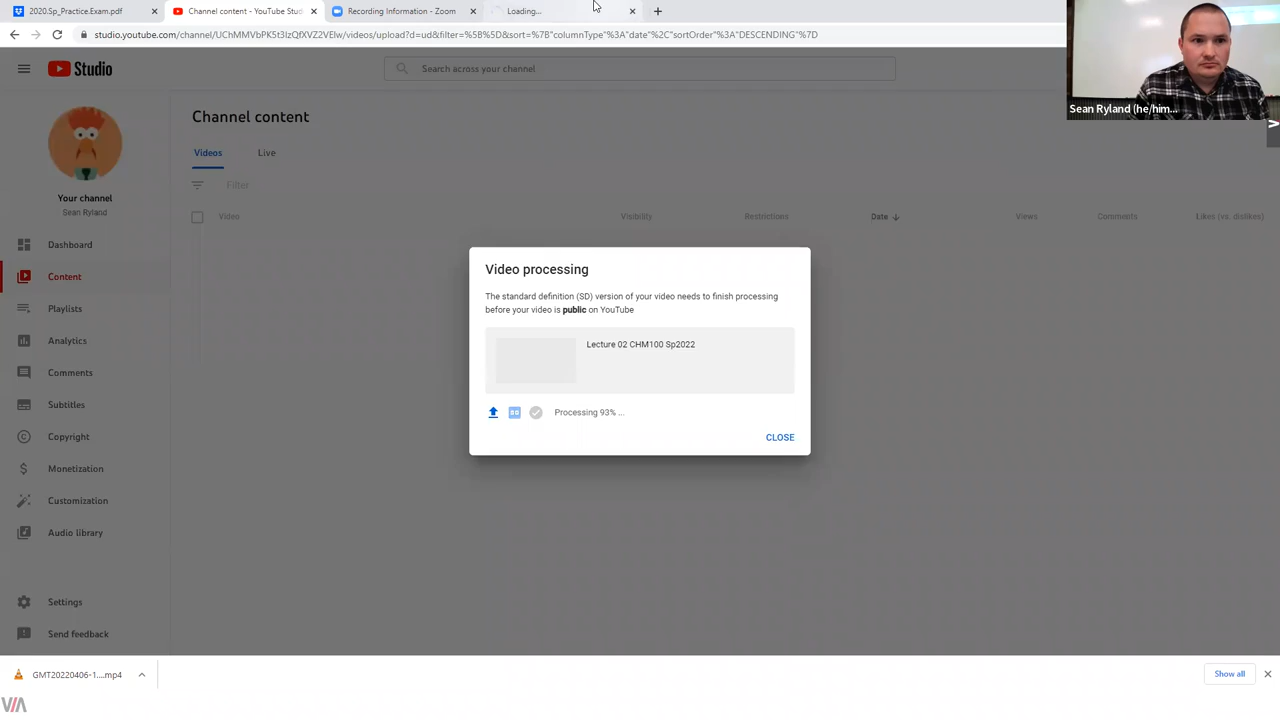 2020.Sp_Practice.Exam.pdf
Channel content - YouTube Stud
Recording Information - Zoom
Loading...
studio.youtube.com/channel/UChMMVbPK5t3IzQfXVZ2VElw/videos/upload?d=ud&filter=%5B%5D&sort=%7B"columnType"%3A"date"%2C"sortOrder"%3A"DESCENDING"%7D
Studio
Search across your channel
Sean Ryland (he/him...
Channel content
Videos
Live
Filter
Your channel
Sean Ryland
Video
Visibility
Restrictions
Date
Views
Comments
Likes (vs. dislikes)
Dashboard
Content
Playlists
Analytics
Comments
Subtitles
Copyright
Monetization
Customization
Audio library
Settings
Send feedback
Video processing
The standard definition (SD) version of your video needs to finish processing
before your video is public on YouTube
Lecture 02 CHM100 Sp2022
SD
Processing 93% ...
CLOSE
GMT20220406-1....mp4
Show all
VIA